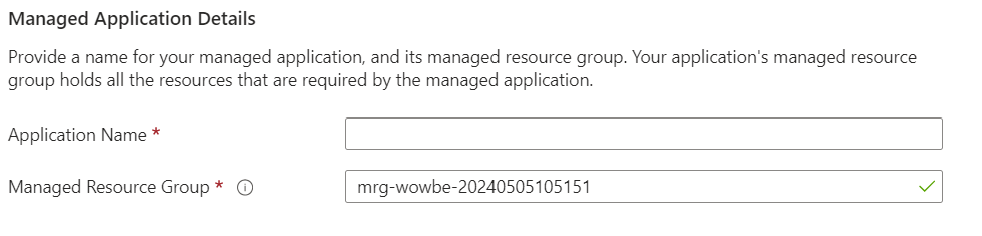 Managed Application Details
Provide a name for your managed application, and its managed resource group. Your application's managed resource
group holds all the resources that are required by the managed application.
Application Name *
Managed Resource Group *
mrg-wowbe-20240505105151